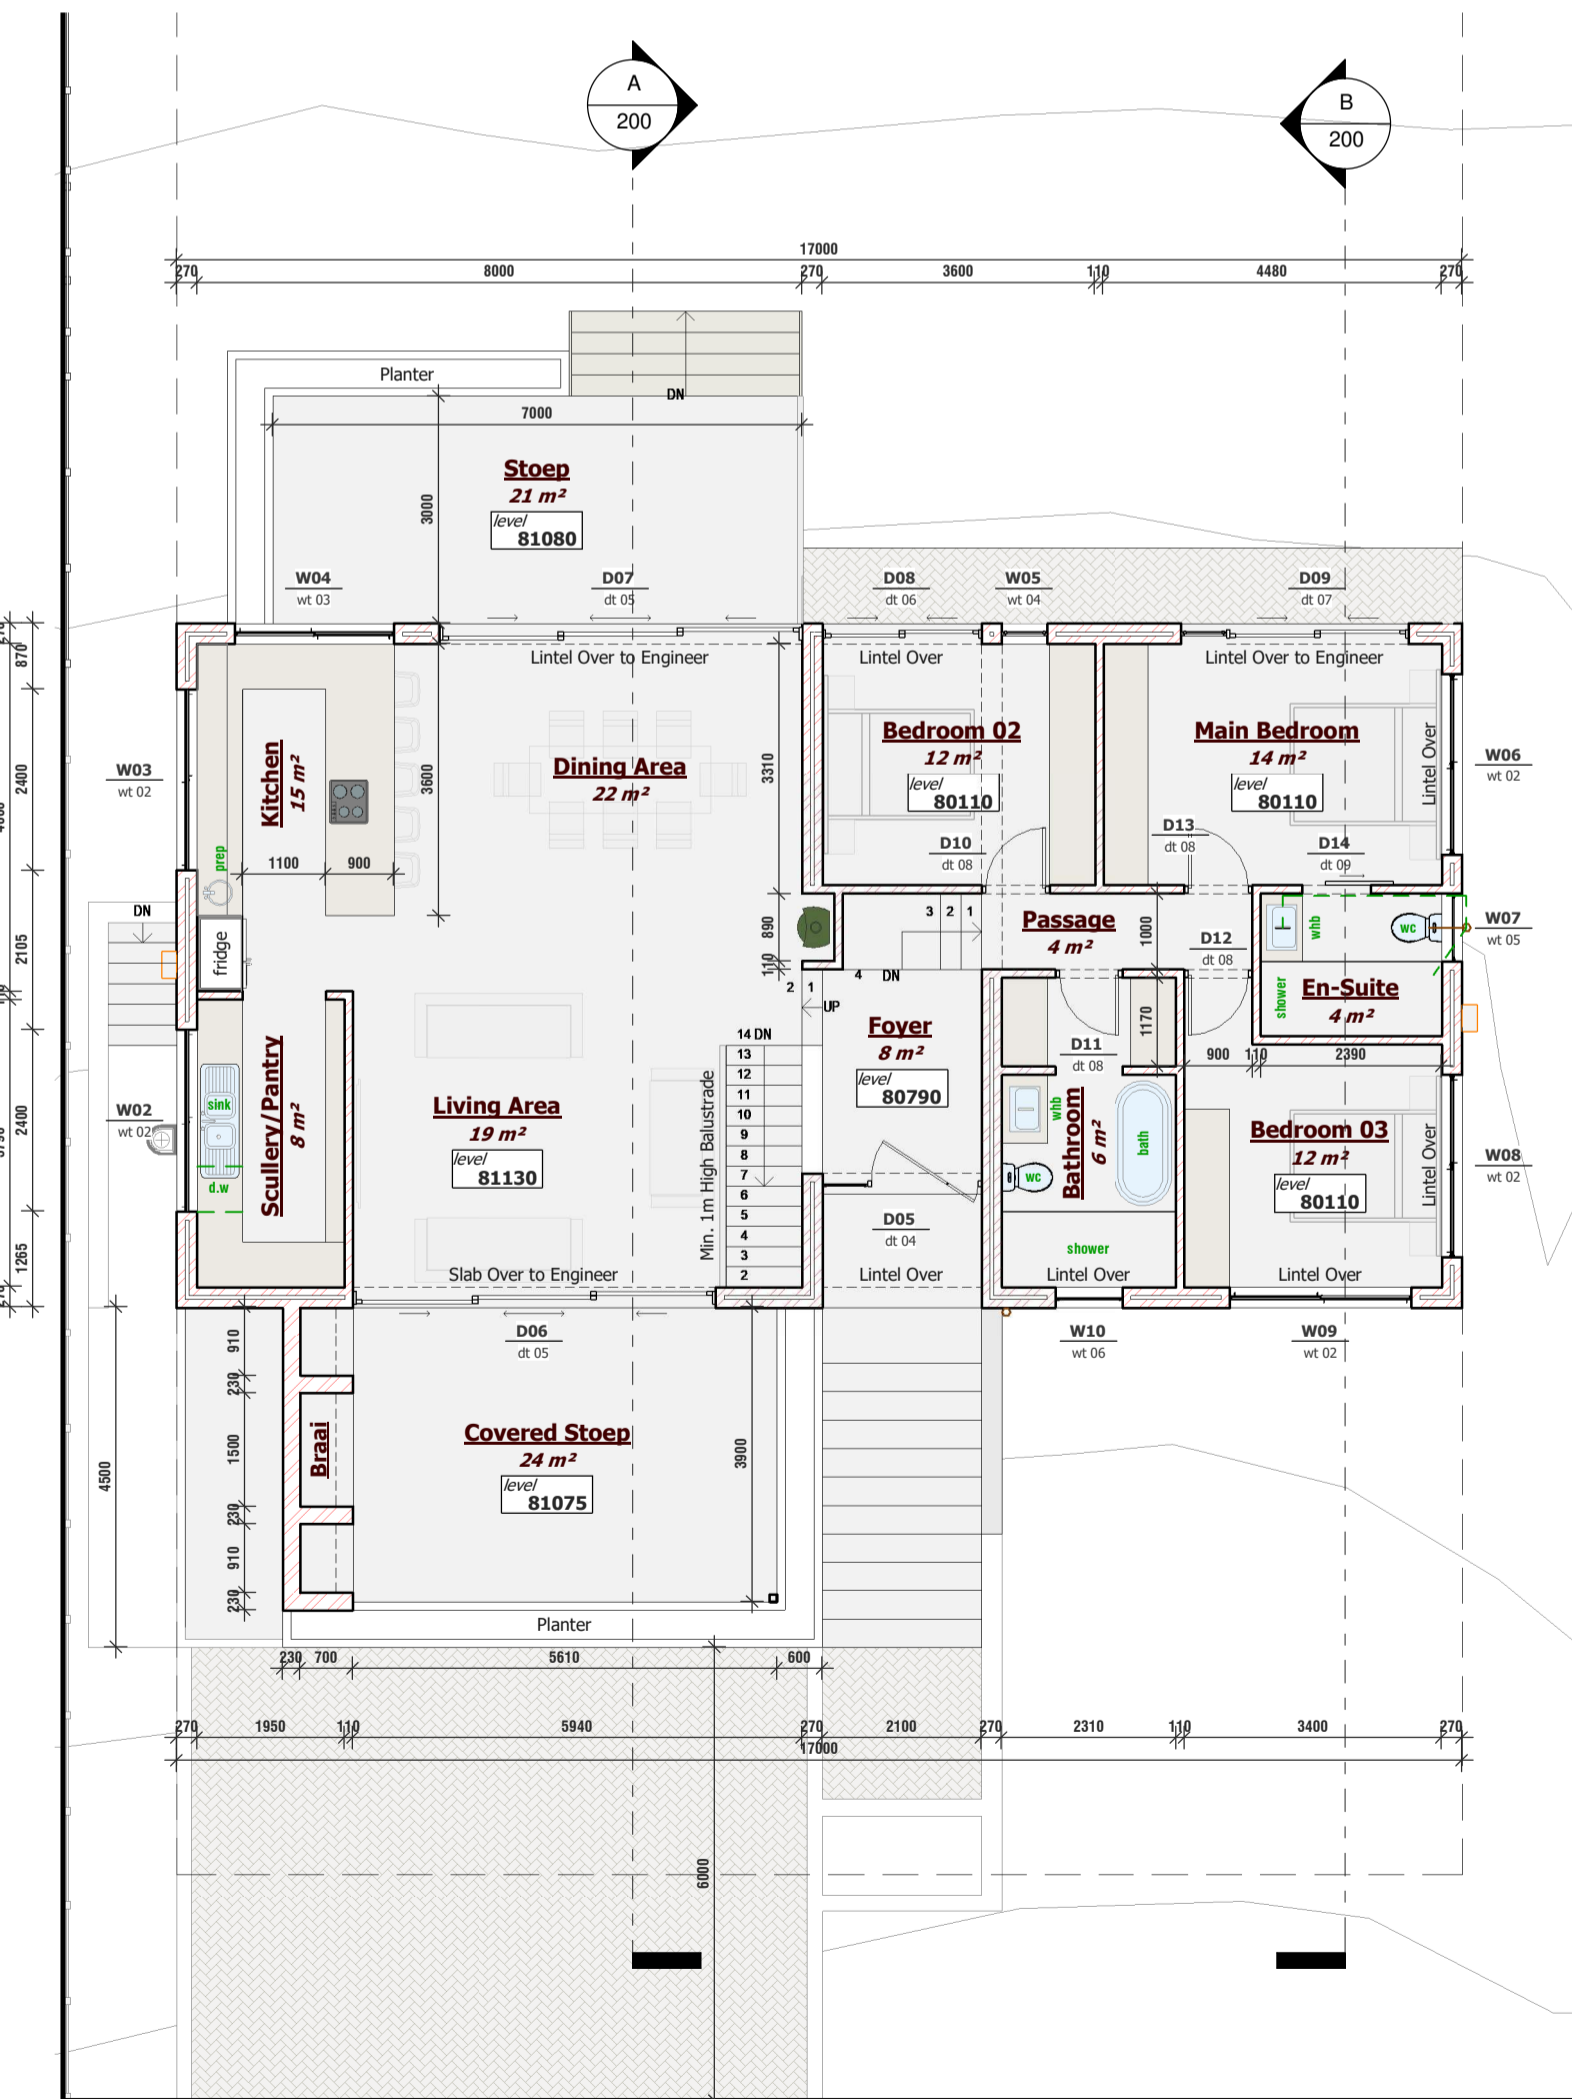 A
200
B
200
17000
270
8000
270
3600
110
4480
270
Planter
DN
7000
Stoep
21 m²
level
81080
3000
W04
wt 03
D07
dt 05
D08
dt 06
W05
wt 04
D09
dt 07
Lintel Over to Engineer
Lintel Over
Lintel Over to Engineer
870
2400
2105
2400
1265
W03
wt 02
Kitchen
15 m²
prep
1100
900
3600
Dining Area
22 m²
3310
Bedroom 02
12 m²
level
80110
Main Bedroom
14 m²
level
80110
Lintel Over
W06
wt 02
D10
dt 08
D13
dt 08
D14
dt 09
DN
fridge
890
110
3
2
1
4
DN
Passage
4 m²
1000
D12
dt 08
whb
wc
W07
wt 05
shower
En-Suite
4 m²
2
1
UP
Foyer
8 m²
level
80790
1170
D11
dt 08
900
110
2390
W02
wt 02
sink
d.w
Scullery/Pantry
8 m²
Living Area
19 m²
level
81130
Min. 1m High Balustrade
14 DN
13
12
11
10
9
8
7
6
5
4
3
2
whb
wc
Bathroom
6 m²
bath
shower
Bedroom 03
12 m²
level
80110
Lintel Over
W08
wt 02
D05
dt 04
Slab Over to Engineer
Lintel Over
Lintel Over
Lintel Over
D06
dt 05
W10
wt 06
W09
wt 02
910
230
1500
230
910
230
4500
Braai
Covered Stoep
24 m²
level
81075
3900
Planter
230
700
5610
600
270
1950
110
5940
270
2100
270
2310
110
3400
270
17000
6000